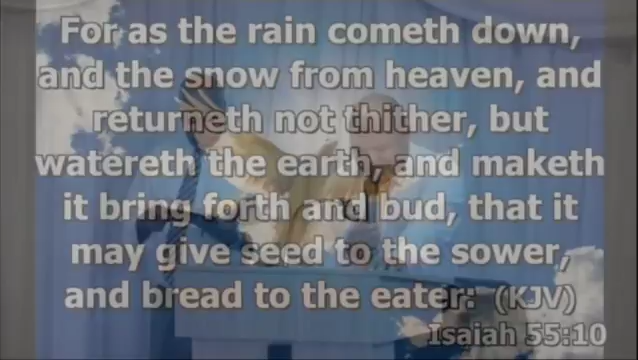 For as the rain cometh down,
and the snow from heaven, and
returneth not thither, but
watereth the earth, and maketh
it bring forth and bud, that it
may give seed to the sower,
and bread to the eater: (KJV)
Isaiah 55:10